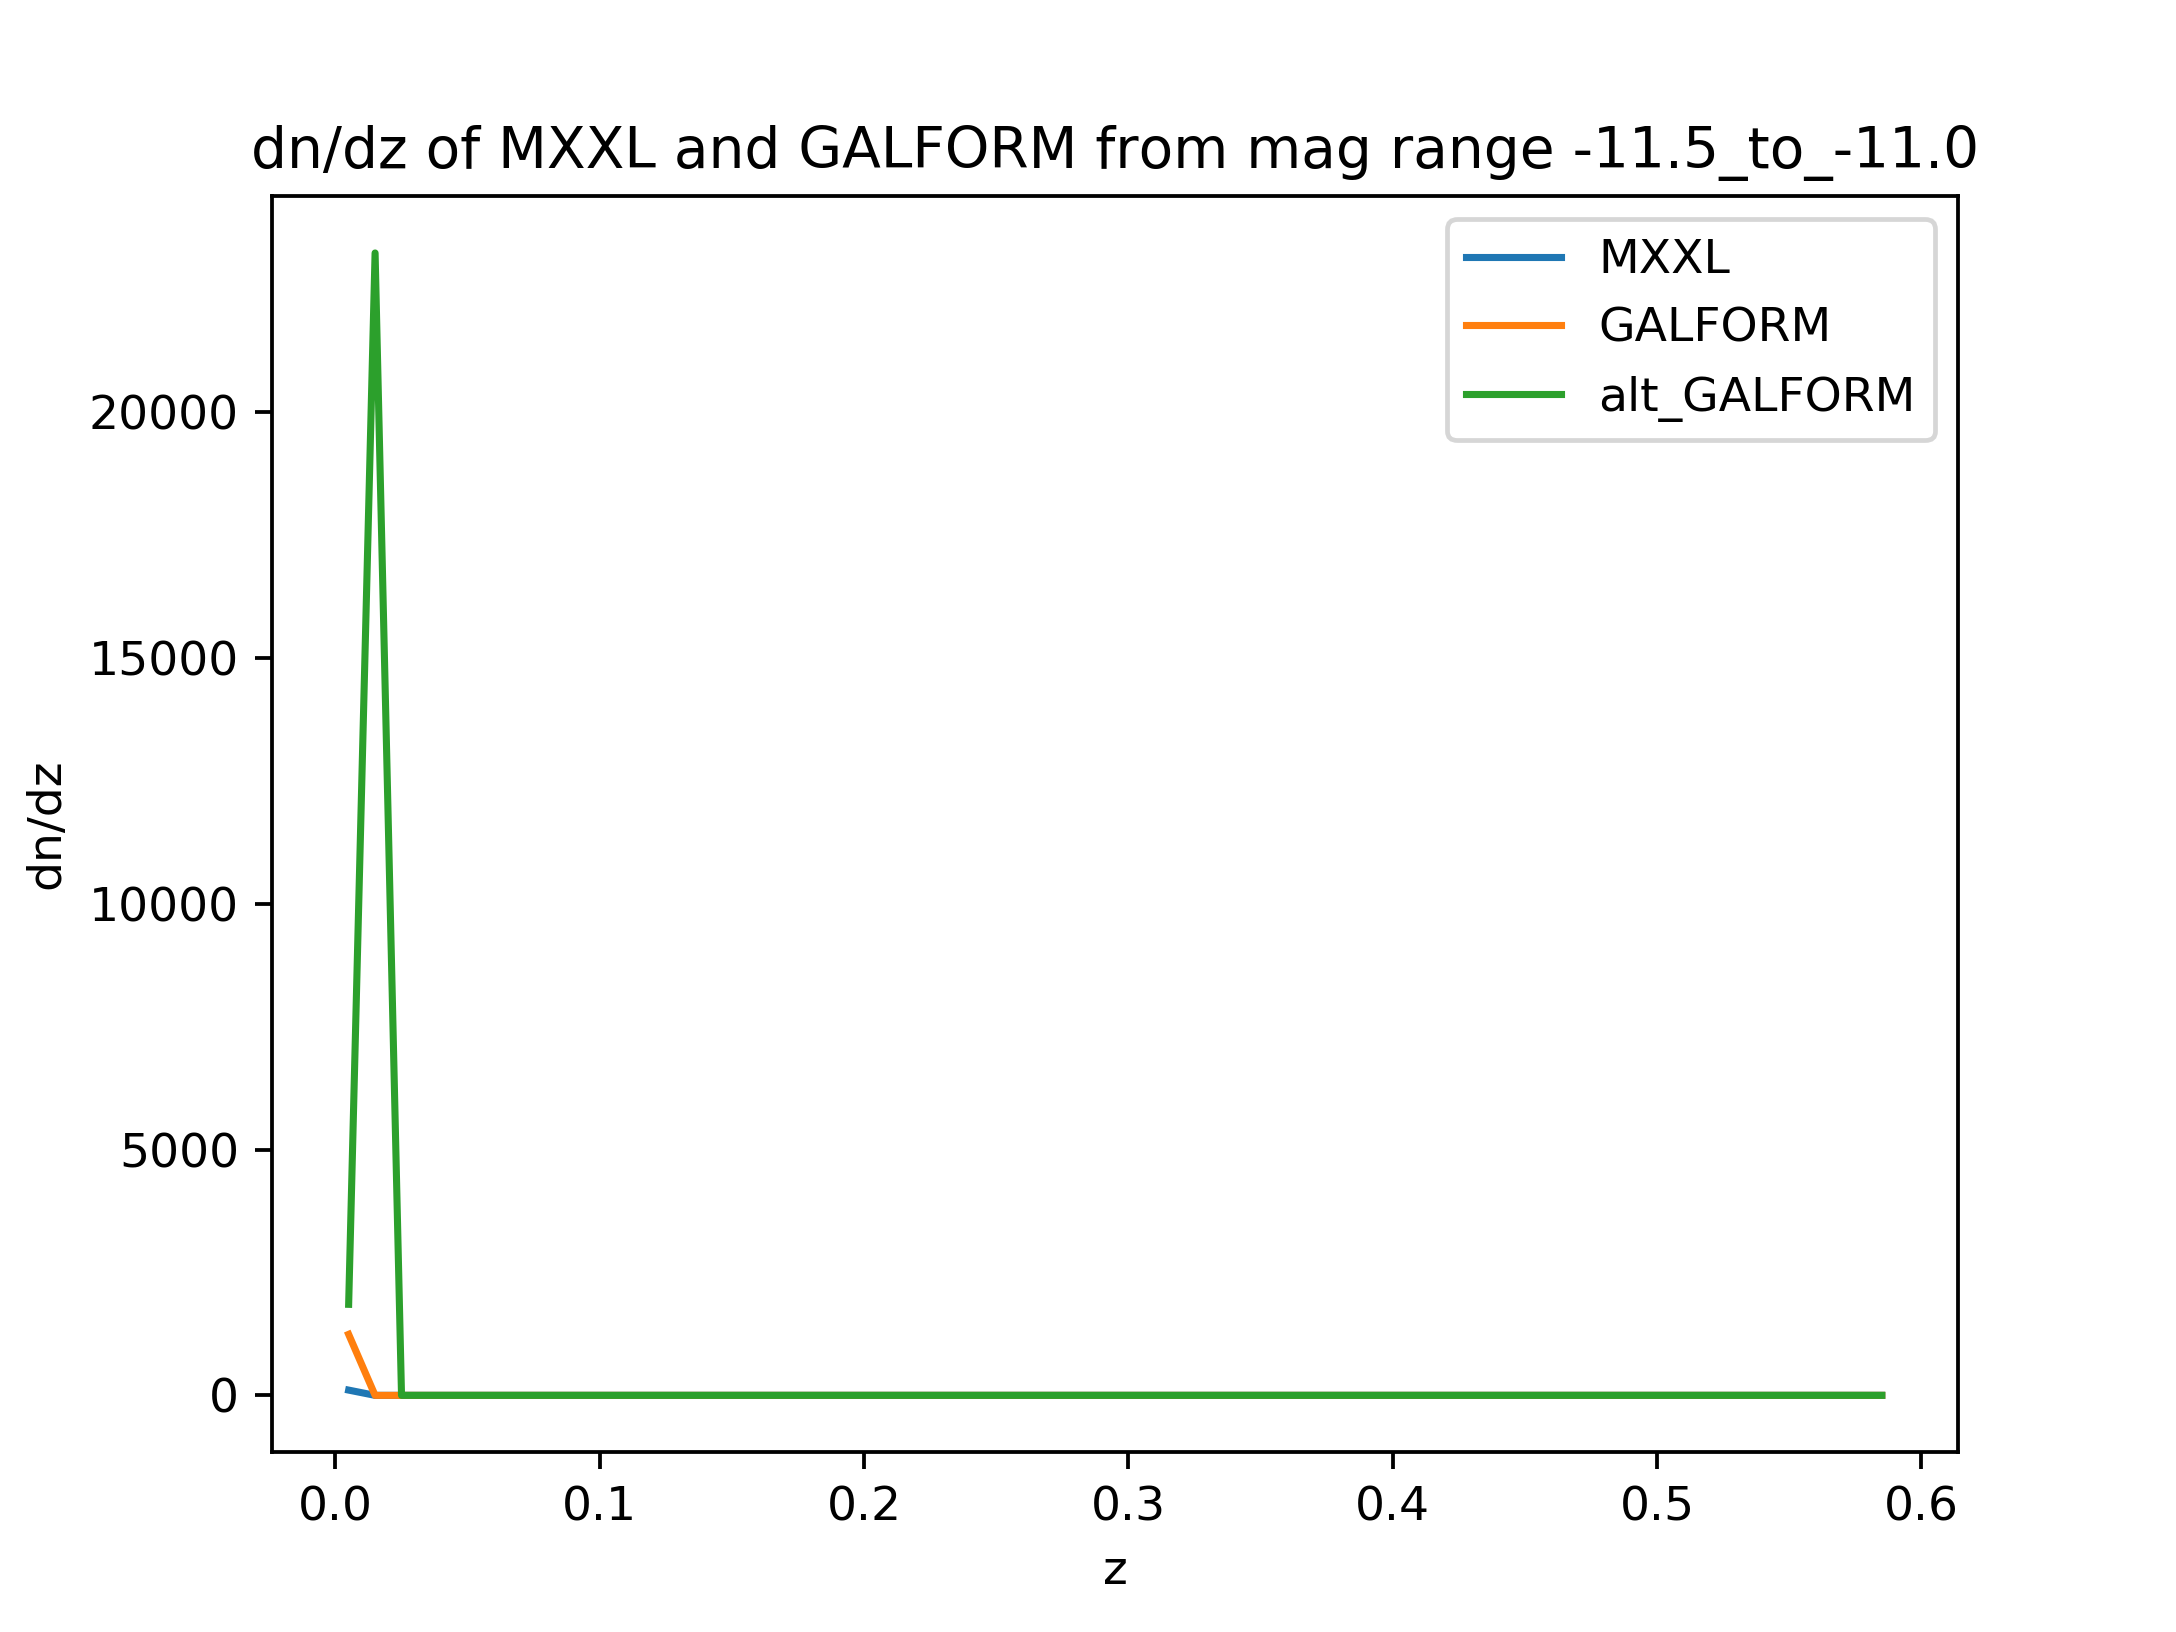 dn/dz of MXXL and GALFORM from mag range -11.5_to_-11.0
MXXL
GALFORM
alt_GALFORM
20000
15000
10000
5000
0
dn/dz
0.0 0.1 0.2 0.3 0.4 0.5 0.6
z